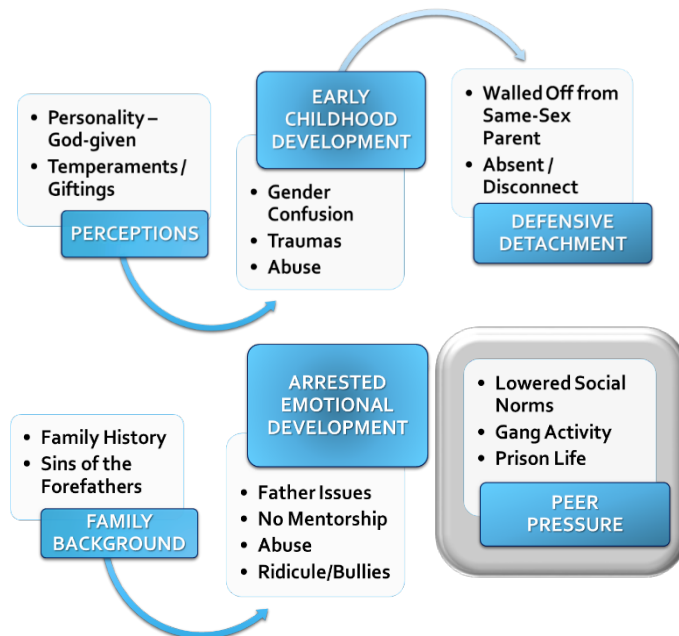 • Personality –
God-given
• Temperaments /
Giftings
PERCEPTIONS
EARLY
CHILDHOOD
DEVELOPMENT
• Gender
Confusion
• Traumas
• Abuse
• Walled Off from
Same-Sex
Parent
• Absent /
Disconnect
DEFENSIVE
DETACHMENT
• Family History
• Sins of the
Forefathers
FAMILY
BACKGROUND
ARRESTED
EMOTIONAL
DEVELOPMENT
• Father Issues
• No Mentorship
• Abuse
• Ridicule/Bullies
• Lowered Social
Norms
• Gang Activity
• Prison Life
PEER
PRESSURE